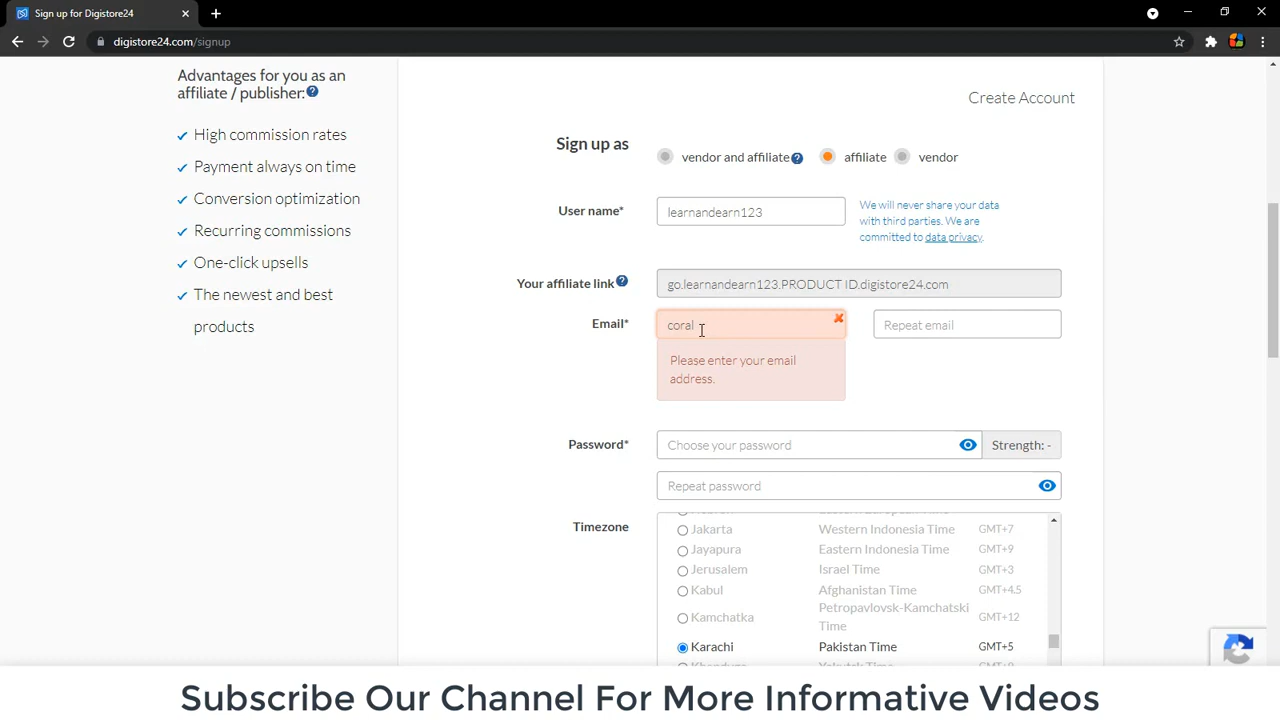 Sign up for Digistore24
digistore24.com/signup
Advantages for you as an
affiliate / publisher:
High commission rates
Payment always on time
Conversion optimization
Recurring commissions
One-click upsells
The newest and best
products
Create Account
Sign up as
vendor and affiliate
affiliate
vendor
User name*
learnandearn123
We will never share your data
with third parties. We are
committed to data privacy.
Your affiliate link
go.learnandearn123.PRODUCT ID.digistore24.com
Email*
coral
Repeat email
Please enter your email
address.
Password*
Choose your password
Strength: -
Repeat password
Timezone
Jakarta Western Indonesia Time GMT+7
Jayapura Eastern Indonesia Time GMT+9
Jerusalem Israel Time GMT+3
Kabul Afghanistan Time GMT+4.5
Kamchatka Petropavlovsk-Kamchatski
Time GMT+12
Karachi Pakistan Time GMT+5
Subscribe Our Channel For More Informative Videos